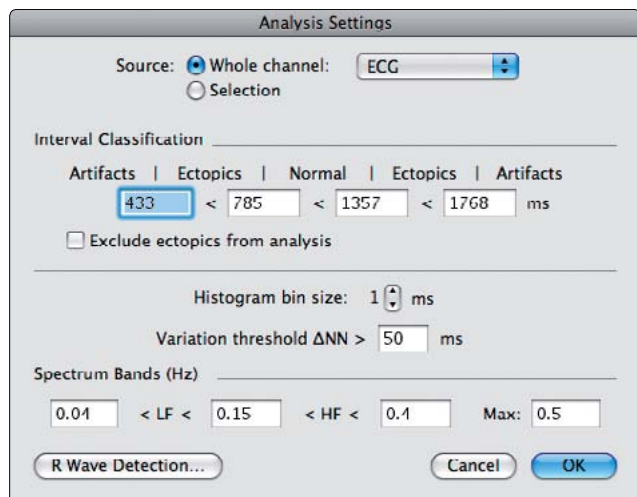 Analysis Settings
Source: Whole channel: ECG
Selection
Interval Classification
Artifacts | Ectopics | Normal | Ectopics | Artifacts
433 < 785 < 1357 < 1768 ms
Exclude ectopics from analysis
Histogram bin size: 1 ms
Variation threshold ΔNN > 50 ms
Spectrum Bands (Hz)
0.04 < LF < 0.15 < HF < 0.4 Max: 0.5
R Wave Detection... Cancel OK